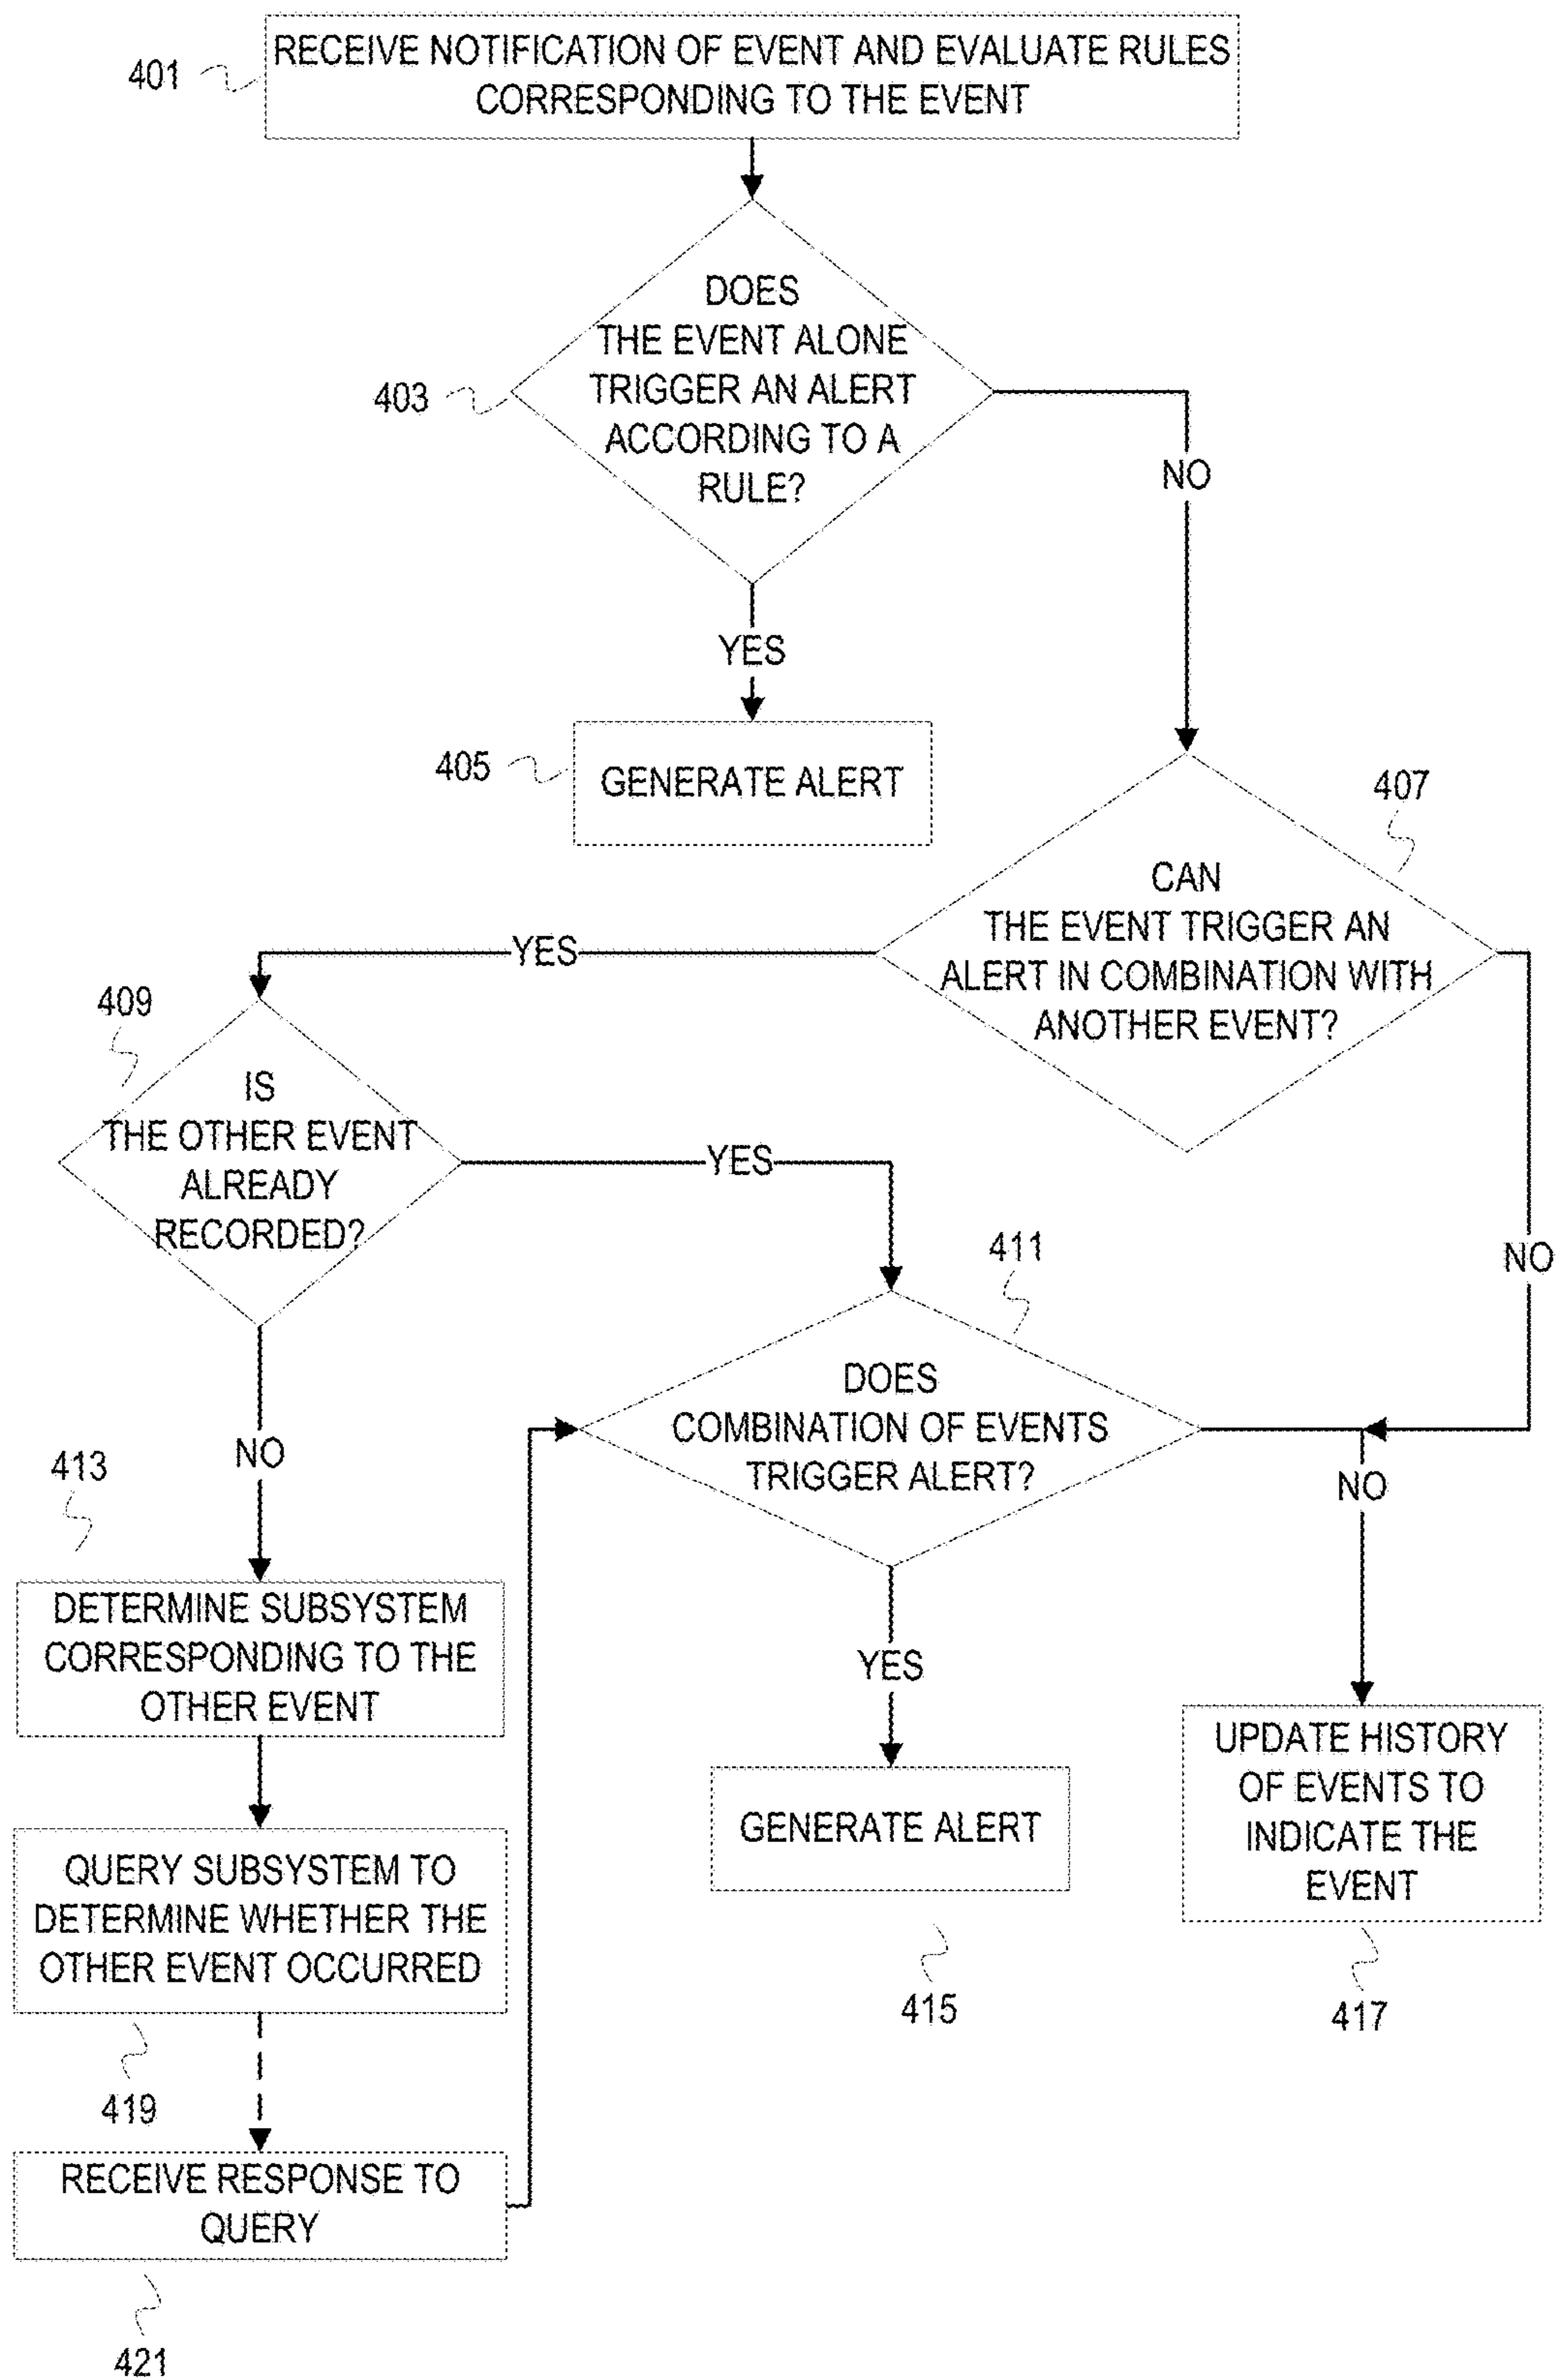 401
RECEIVE NOTIFICATION OF EVENT AND EVALUATE RULES
CORRESPONDING TO THE EVENT
403
DOES
THE EVENT ALONE
TRIGGER AN ALERT
ACCORDING TO A
RULE?
NO
YES
405
GENERATE ALERT
407
CAN
THE EVENT TRIGGER AN
ALERT IN COMBINATION WITH
ANOTHER EVENT?
YES
NO
409
IS
THE OTHER EVENT
ALREADY
RECORDED?
YES
NO
411
DOES
COMBINATION OF EVENTS
TRIGGER ALERT?
NO
YES
413
DETERMINE SUBSYSTEM
CORRESPONDING TO THE
OTHER EVENT
GENERATE ALERT
415
UPDATE HISTORY
OF EVENTS TO
INDICATE THE
EVENT
417
QUERY SUBSYSTEM TO
DETERMINE WHETHER THE
OTHER EVENT OCCURRED
419
RECEIVE RESPONSE TO
QUERY
421